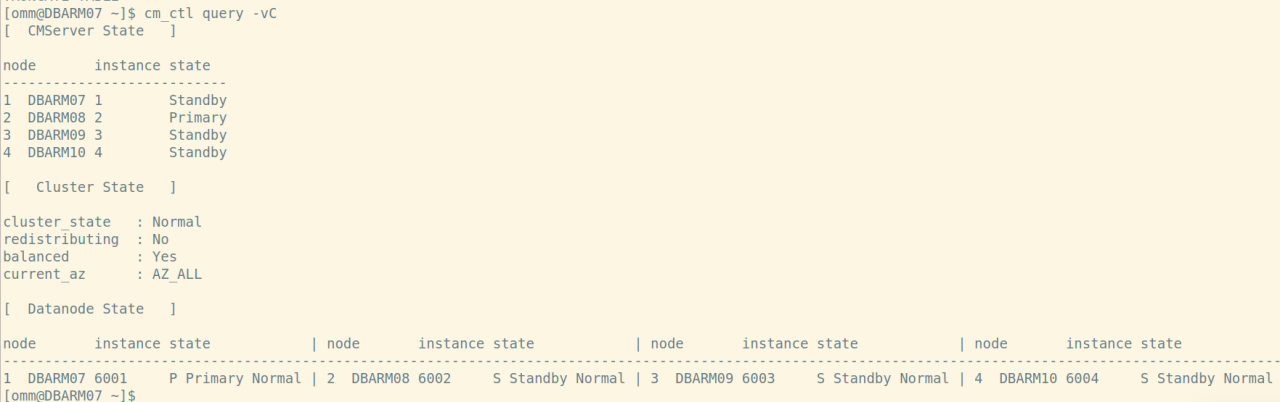 [omm@DBARM07 ~]$ cm_ctl query -vC
[  CMServer State   ]
node       instance state
---------------------------
1  DBARM07 1        Standby
2  DBARM08 2        Primary
3  DBARM09 3        Standby
4  DBARM10 4        Standby
[   Cluster State   ]
cluster_state   : Normal
redistributing  : No
balanced        : Yes
current_az      : AZ_ALL
[  Datanode State   ]
node       instance state            | node       instance state            | node       instance state            | node       instance state
----------------------------------------------------------------------------------------------------------------------------------------------------------
1  DBARM07 6001     P Primary Normal | 2  DBARM08 6002     S Standby Normal | 3  DBARM09 6003     S Standby Normal | 4  DBARM10 6004     S Standby Normal
[omm@DBARM07 ~]$